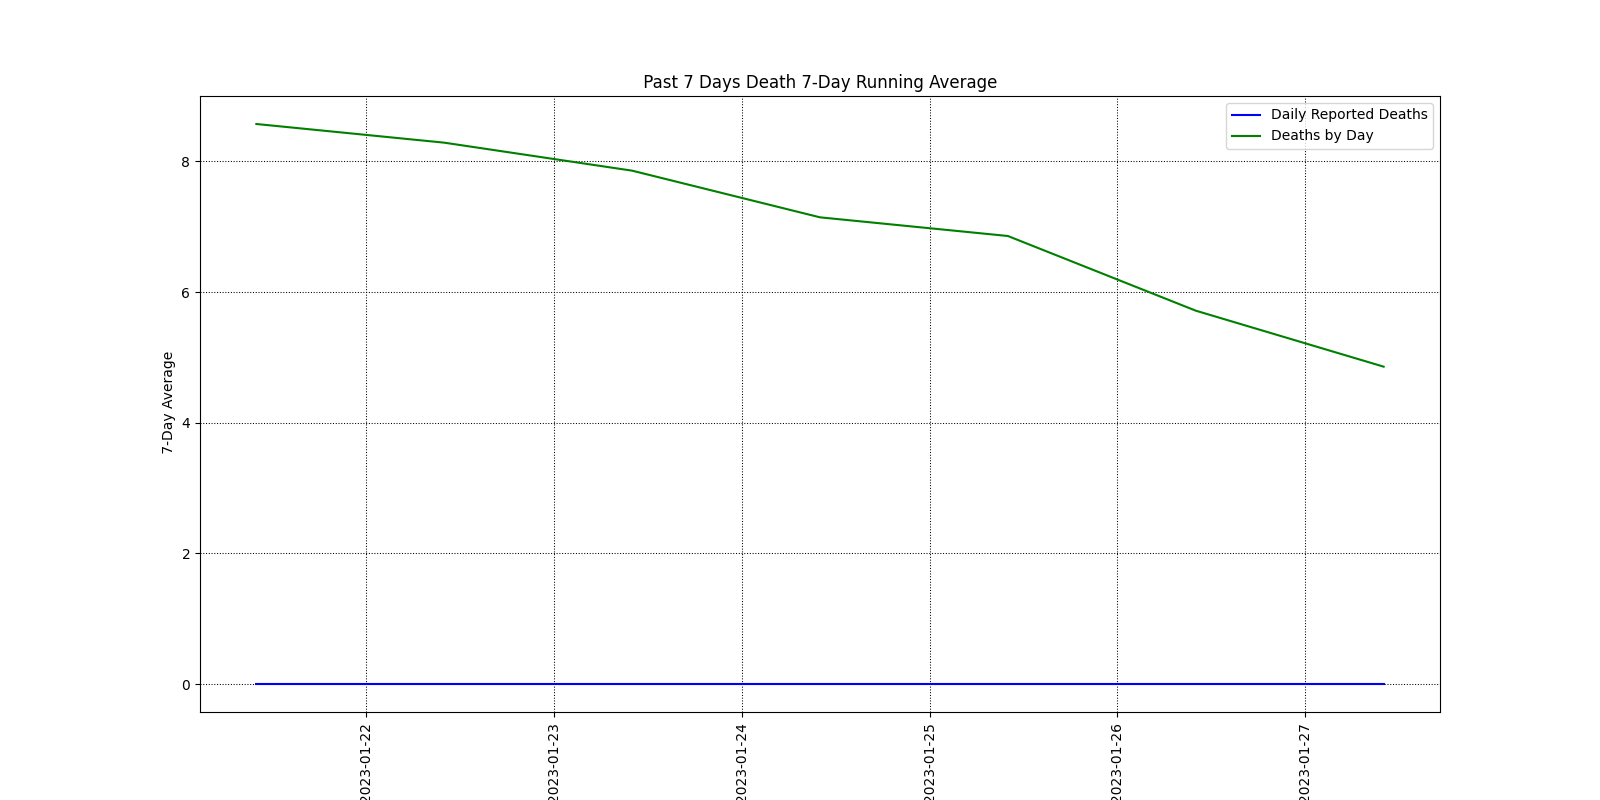 Past 7 Days Death 7-Day Running Average
Daily Reported Deaths
Deaths by Day
7-Day Average
8
6
4
2
0
2023-01-22
2023-01-23
2023-01-24
2023-01-25
2023-01-26
2023-01-27